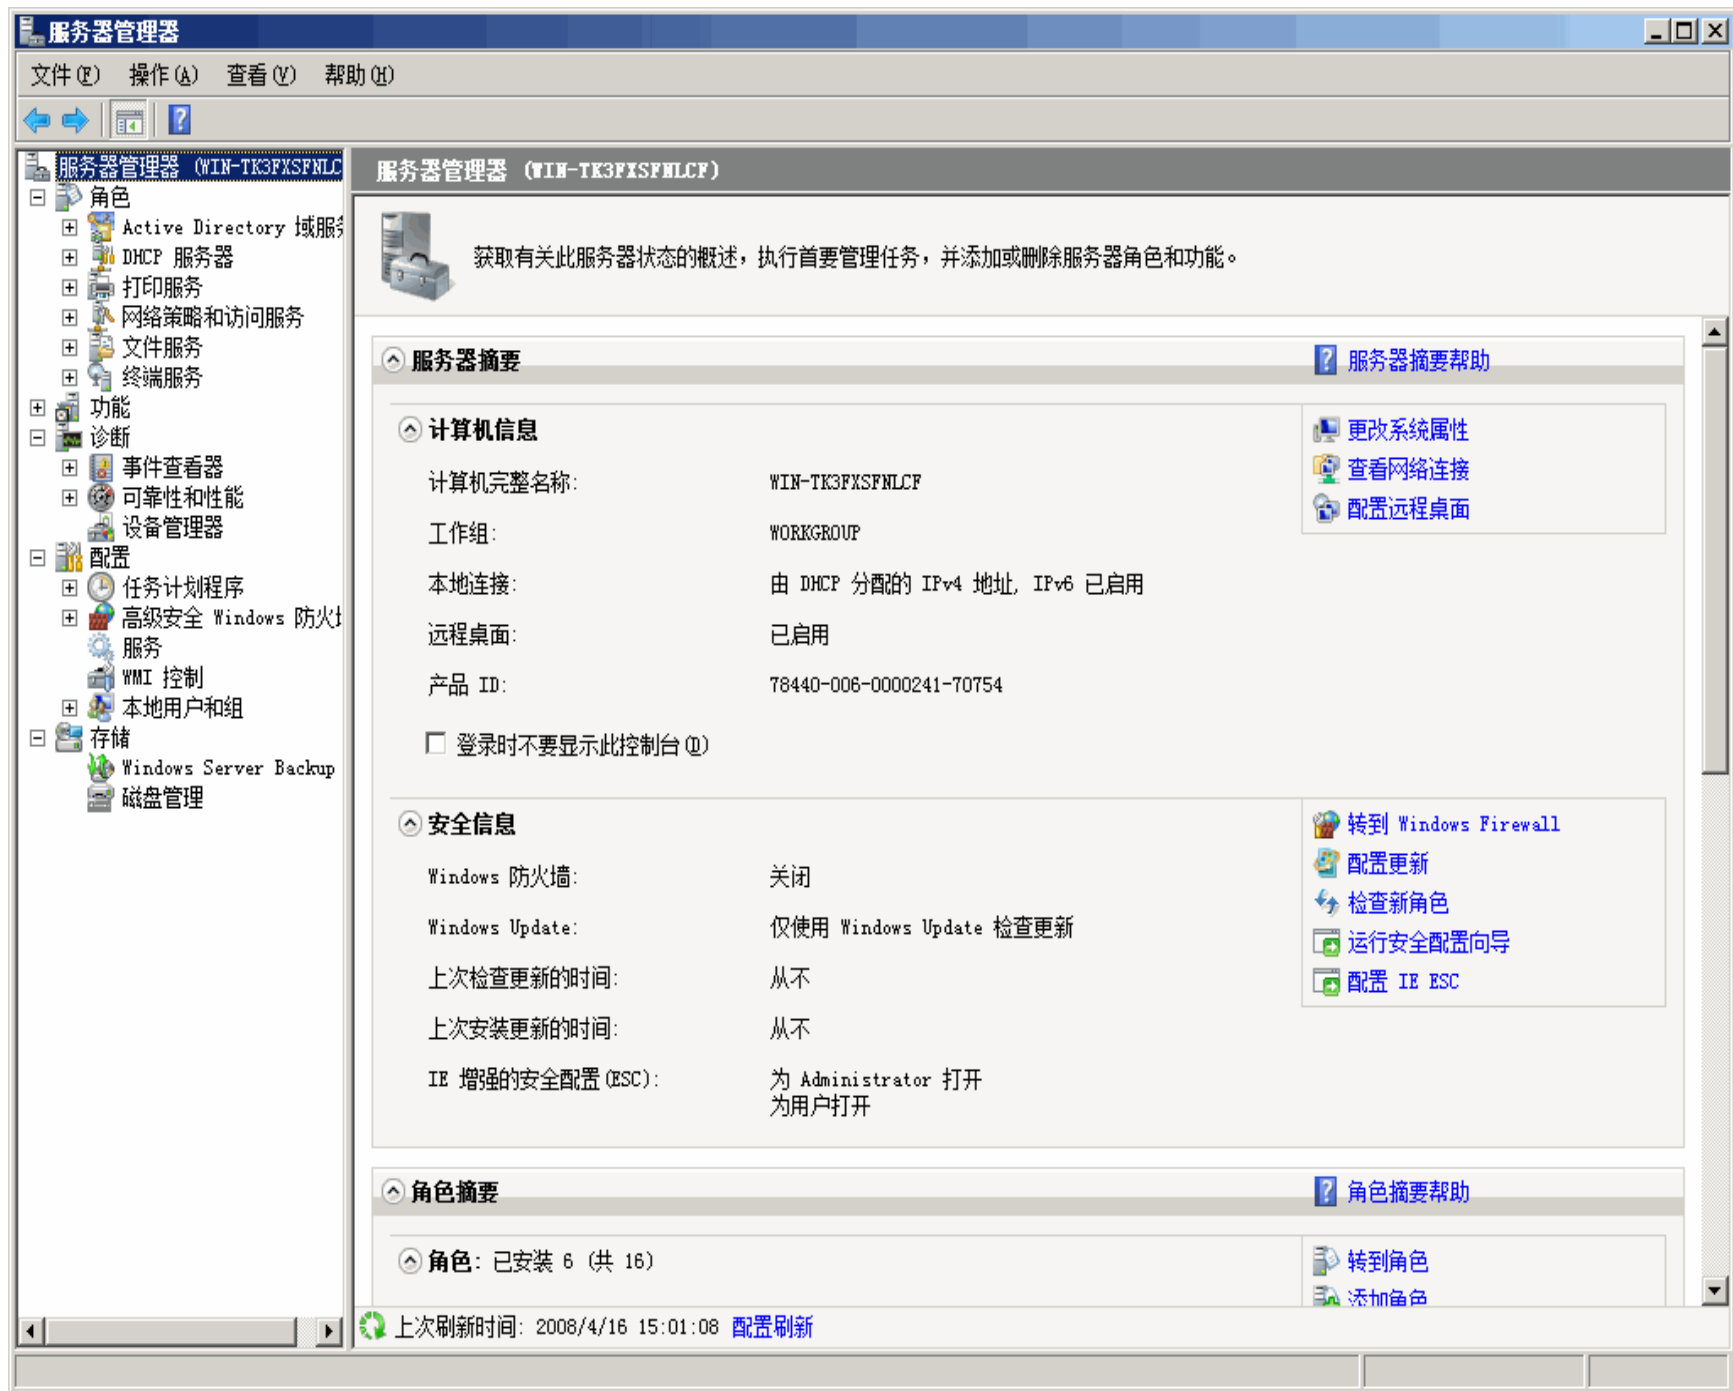 服务器管理器
文件(F) 操作(A) 查看(V) 帮助(H)
服务器管理器 (WIN-TK3FXSFNLC
角色
Active Directory 域服
DHCP 服务器
打印服务
网络策略和访问服务
文件服务
终端服务
功能
诊断
事件查看器
可靠性和性能
设备管理器
配置
任务计划程序
高级安全 Windows 防火
服务
WMI 控制
本地用户和组
存储
Windows Server Backup
磁盘管理
服务器管理器 (WIN-TK3FXSFNLCF)
获取有关此服务器状态的概述，执行首要管理任务，并添加或删除服务器角色和功能。
服务器摘要
服务器摘要帮助
计算机信息
计算机完整名称: WIN-TK3FXSFNLCF
工作组: WORKGROUP
本地连接: 由 DHCP 分配的 IPv4 地址, IPv6 已启用
远程桌面: 已启用
产品 ID: 78440-006-0000241-70754
登录时不要显示此控制台(D)
更改系统属性
查看网络连接
配置远程桌面
安全信息
Windows 防火墙: 关闭
Windows Update: 仅使用 Windows Update 检查更新
上次检查更新的时间: 从不
上次安装更新的时间: 从不
IE 增强的安全配置(ESC): 为 Administrator 打开
为用户打开
转到 Windows Firewall
配置更新
检查新角色
运行安全配置向导
配置 IE ESC
角色摘要
角色摘要帮助
角色: 已安装 6 (共 16)
转到角色
添加角色
上次刷新时间: 2008/4/16 15:01:08 配置刷新